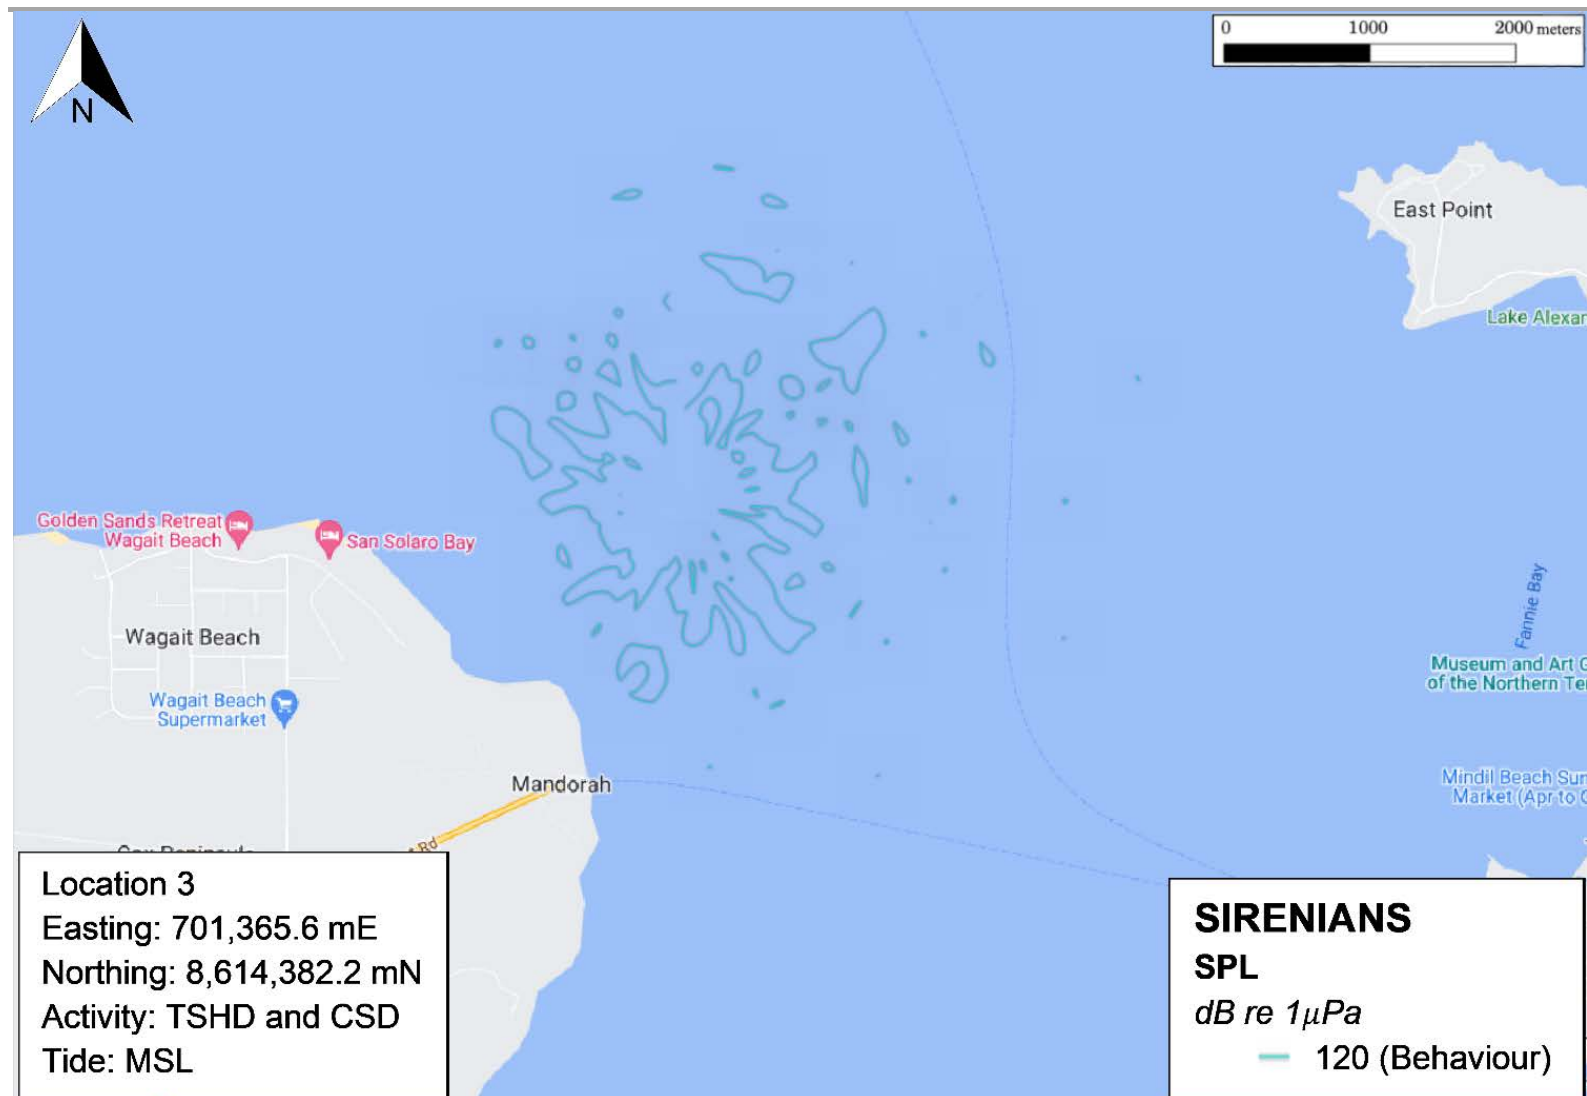 0 1000 2000 meters
N
East Point
Lake Alexan
Golden Sands Retreat
Wagait Beach
San Solaro Bay
Wagait Beach
Fannie Bay
Museum and Art G
of the Northern Ter
Wagait Beach
Supermarket
Mandorah
Mindil Beach Sun
Market (Apr to O
Rd
Location 3
Easting: 701,365.6 mE
Northing: 8,614,382.2 mN
Activity: TSHD and CSD
Tide: MSL
SIRENIANS
SPL
dB re 1µPa
120 (Behaviour)